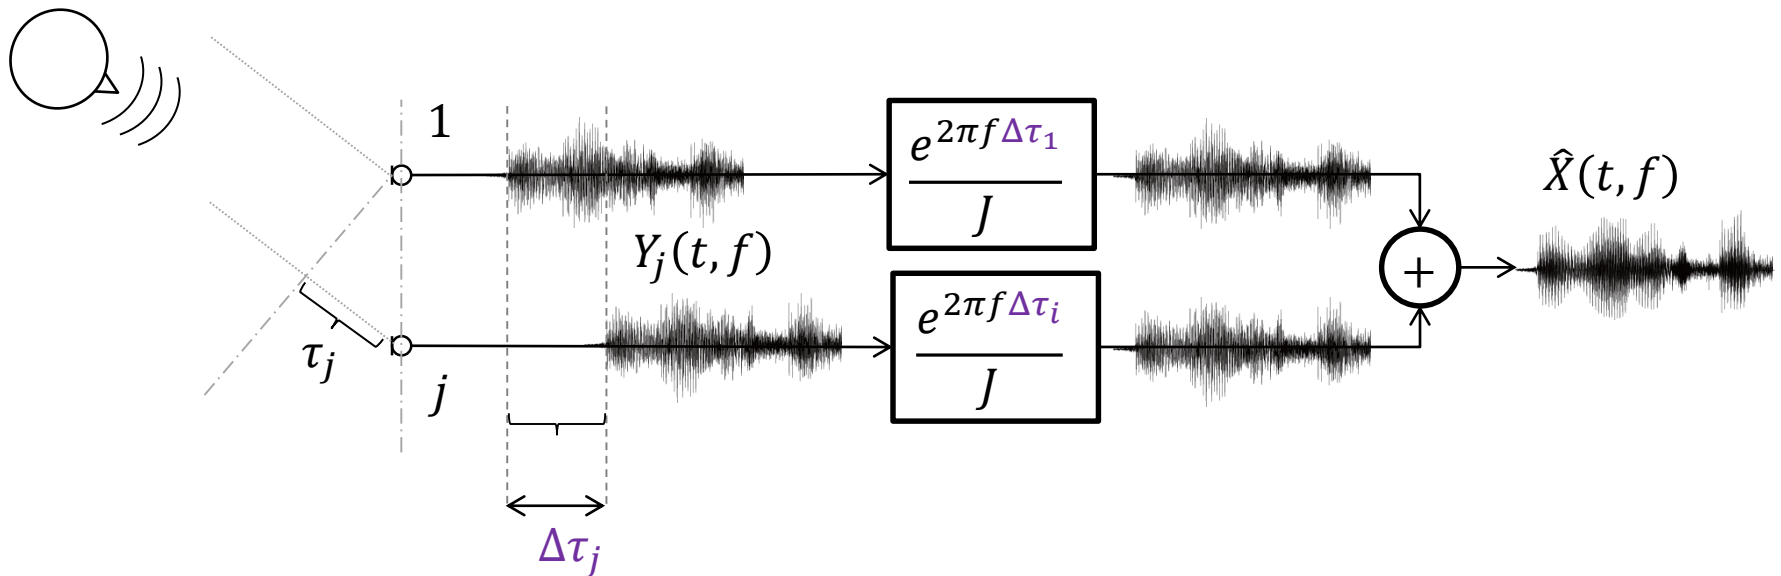 1
e^{2πfΔτ_1}
J
X̂(t, f)
Y_j(t, f)
e^{2πfΔτ_i}
J
+
τ_j
j
Δτ_j